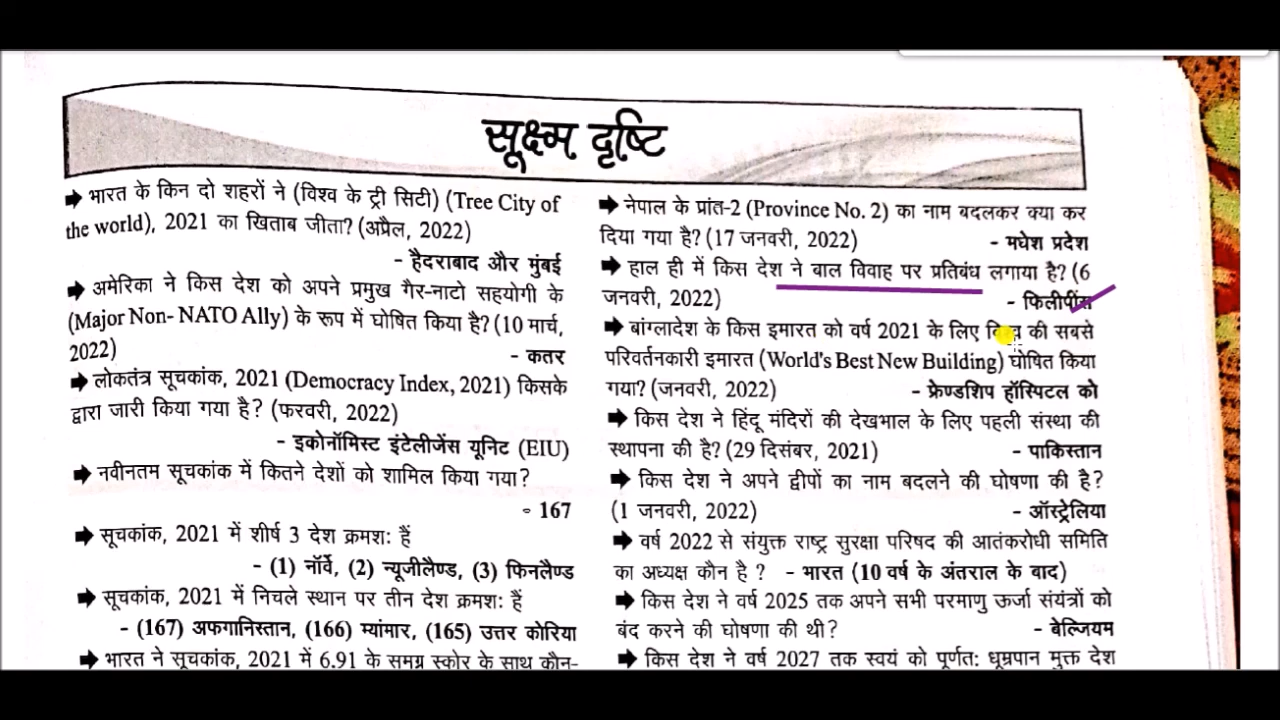 सूक्ष्म दृष्टि
➡ भारत के किन दो शहरों ने (विश्व के ट्री सिटी) (Tree City of
the world), 2021 का खिताब जीता? (अप्रैल, 2022)
- हैदराबाद और मुंबई
➡ अमेरिका ने किस देश को अपने प्रमुख गैर-नाटो सहयोगी के
(Major Non- NATO Ally) के रूप में घोषित किया है? (10 मार्च,
2022)
- कतर
➡ लोकतंत्र सूचकांक, 2021 (Democracy Index, 2021) किसके
द्वारा जारी किया गया है? (फरवरी, 2022)
- इकोनॉमिस्ट इंटेलीजेंस यूनिट (EIU)
➡ नवीनतम सूचकांक में कितने देशों को शामिल किया गया?
- 167
➡ सूचकांक, 2021 में शीर्ष 3 देश क्रमशः हैं
- (1) नॉर्वे, (2) न्यूजीलैण्ड, (3) फिनलैण्ड
➡ सूचकांक, 2021 में निचले स्थान पर तीन देश क्रमशः हैं
- (167) अफगानिस्तान, (166) म्यांमार, (165) उत्तर कोरिया
➡ भारत ने सूचकांक, 2021 में 6.91 के समग्र स्कोर के साथ कौन-
➡ नेपाल के प्रांत-2 (Province No. 2) का नाम बदलकर क्या कर
दिया गया है? (17 जनवरी, 2022)
- मधेश प्रदेश
➡ हाल ही में किस देश ने बाल विवाह पर प्रतिबंध लगाया है? (6
जनवरी, 2022)
- फिलीपींस
➡ बांग्लादेश के किस इमारत को वर्ष 2021 के लिए विश्व की सबसे
परिवर्तनकारी इमारत (World's Best New Building) घोषित किया
गया? (जनवरी, 2022)
- फ्रेण्डशिप हॉस्पिटल को
➡ किस देश ने हिंदू मंदिरों की देखभाल के लिए पहली संस्था की
स्थापना की है? (29 दिसंबर, 2021)
- पाकिस्तान
➡ किस देश ने अपने द्वीपों का नाम बदलने की घोषणा की है?
(1 जनवरी, 2022)
- ऑस्ट्रेलिया
➡ वर्ष 2022 से संयुक्त राष्ट्र सुरक्षा परिषद की आतंकरोधी समिति
का अध्यक्ष कौन है ? - भारत (10 वर्ष के अंतराल के बाद)
➡ किस देश ने वर्ष 2025 तक अपने सभी परमाणु ऊर्जा संयंत्रों को
बंद करने की घोषणा की थी?
- बेल्जियम
➡ किस देश ने वर्ष 2027 तक स्वयं को पूर्णत: धूम्रपान मुक्त देश